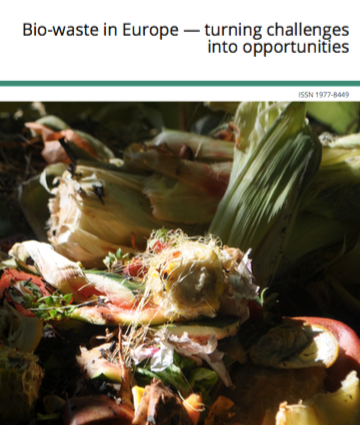 Bio-waste in Europe — turning challenges
into opportunities
ISSN 1977-8449